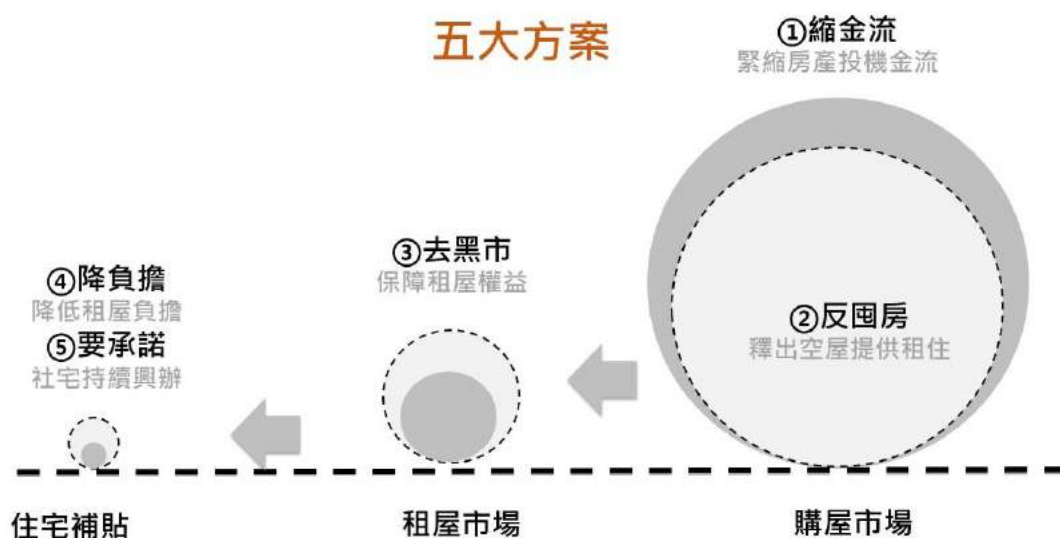 五大方案
①縮金流
緊縮房產投機金流
②反囤房
釋出空屋提供租住
③去黑市
保障租屋權益
④降負擔
降低租屋負擔
⑤要承諾
社宅持續興辦
住宅補貼
租屋市場
購屋市場